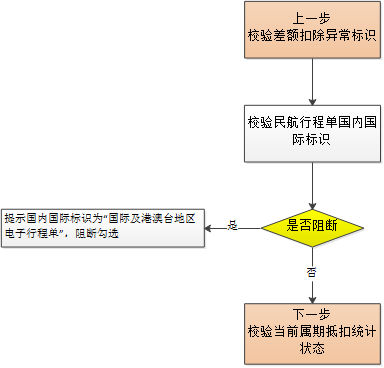 上一步
校验差额扣除异常标识
校验民航行程单国内国
际标识
是否阻断
是
提示国内国际标识为“国际及港澳台地区
电子行程单”，阻断勾选
否
下一步
校验当前属期抵扣统计
状态